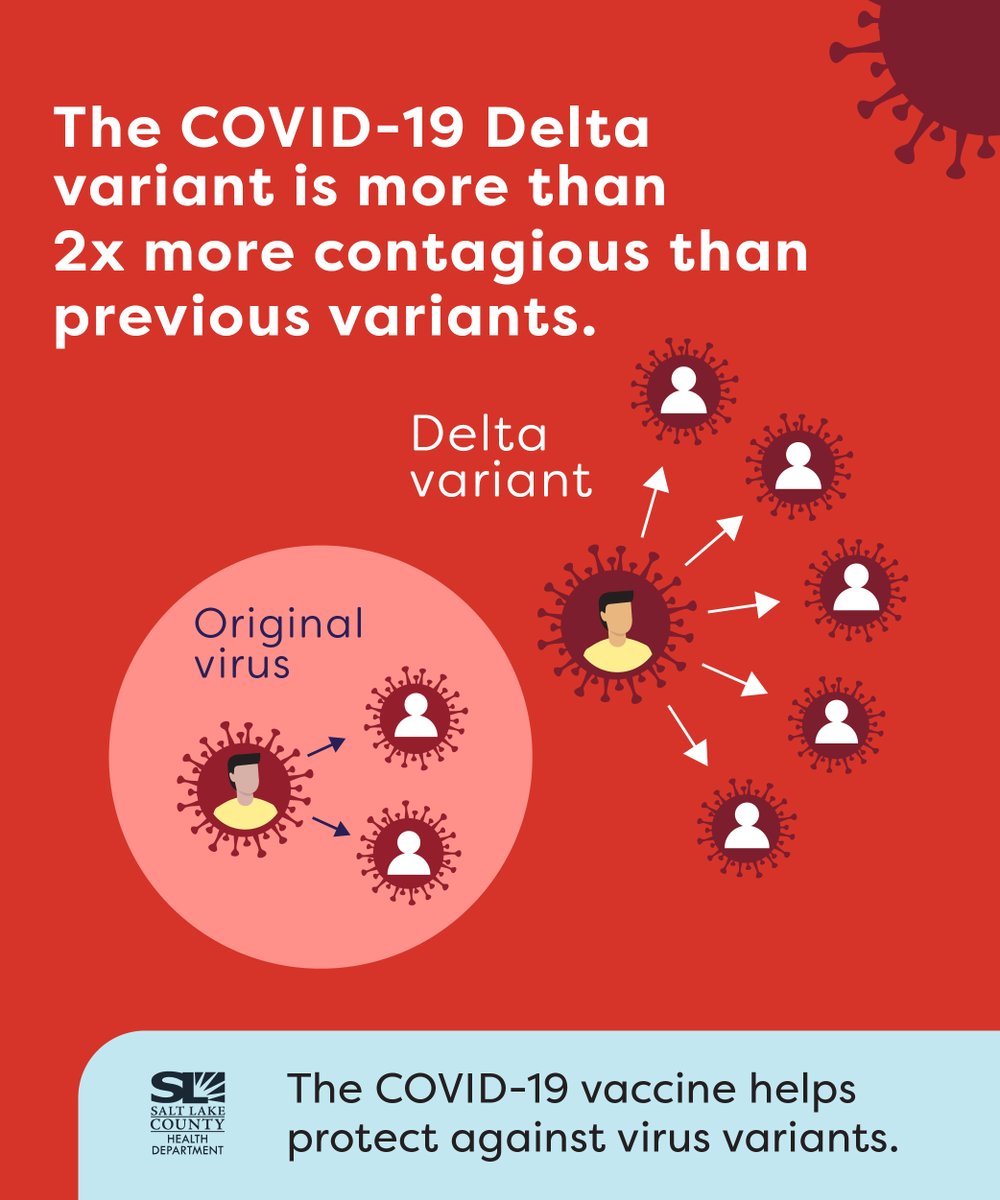 The COVID-19 Delta
variant is more than
2x more contagious than
previous variants.
Delta
variant
Original
virus
SL
SALT LAKE
COUNTY
HEALTH
DEPARTMENT
The COVID-19 vaccine helps
protect against virus variants.